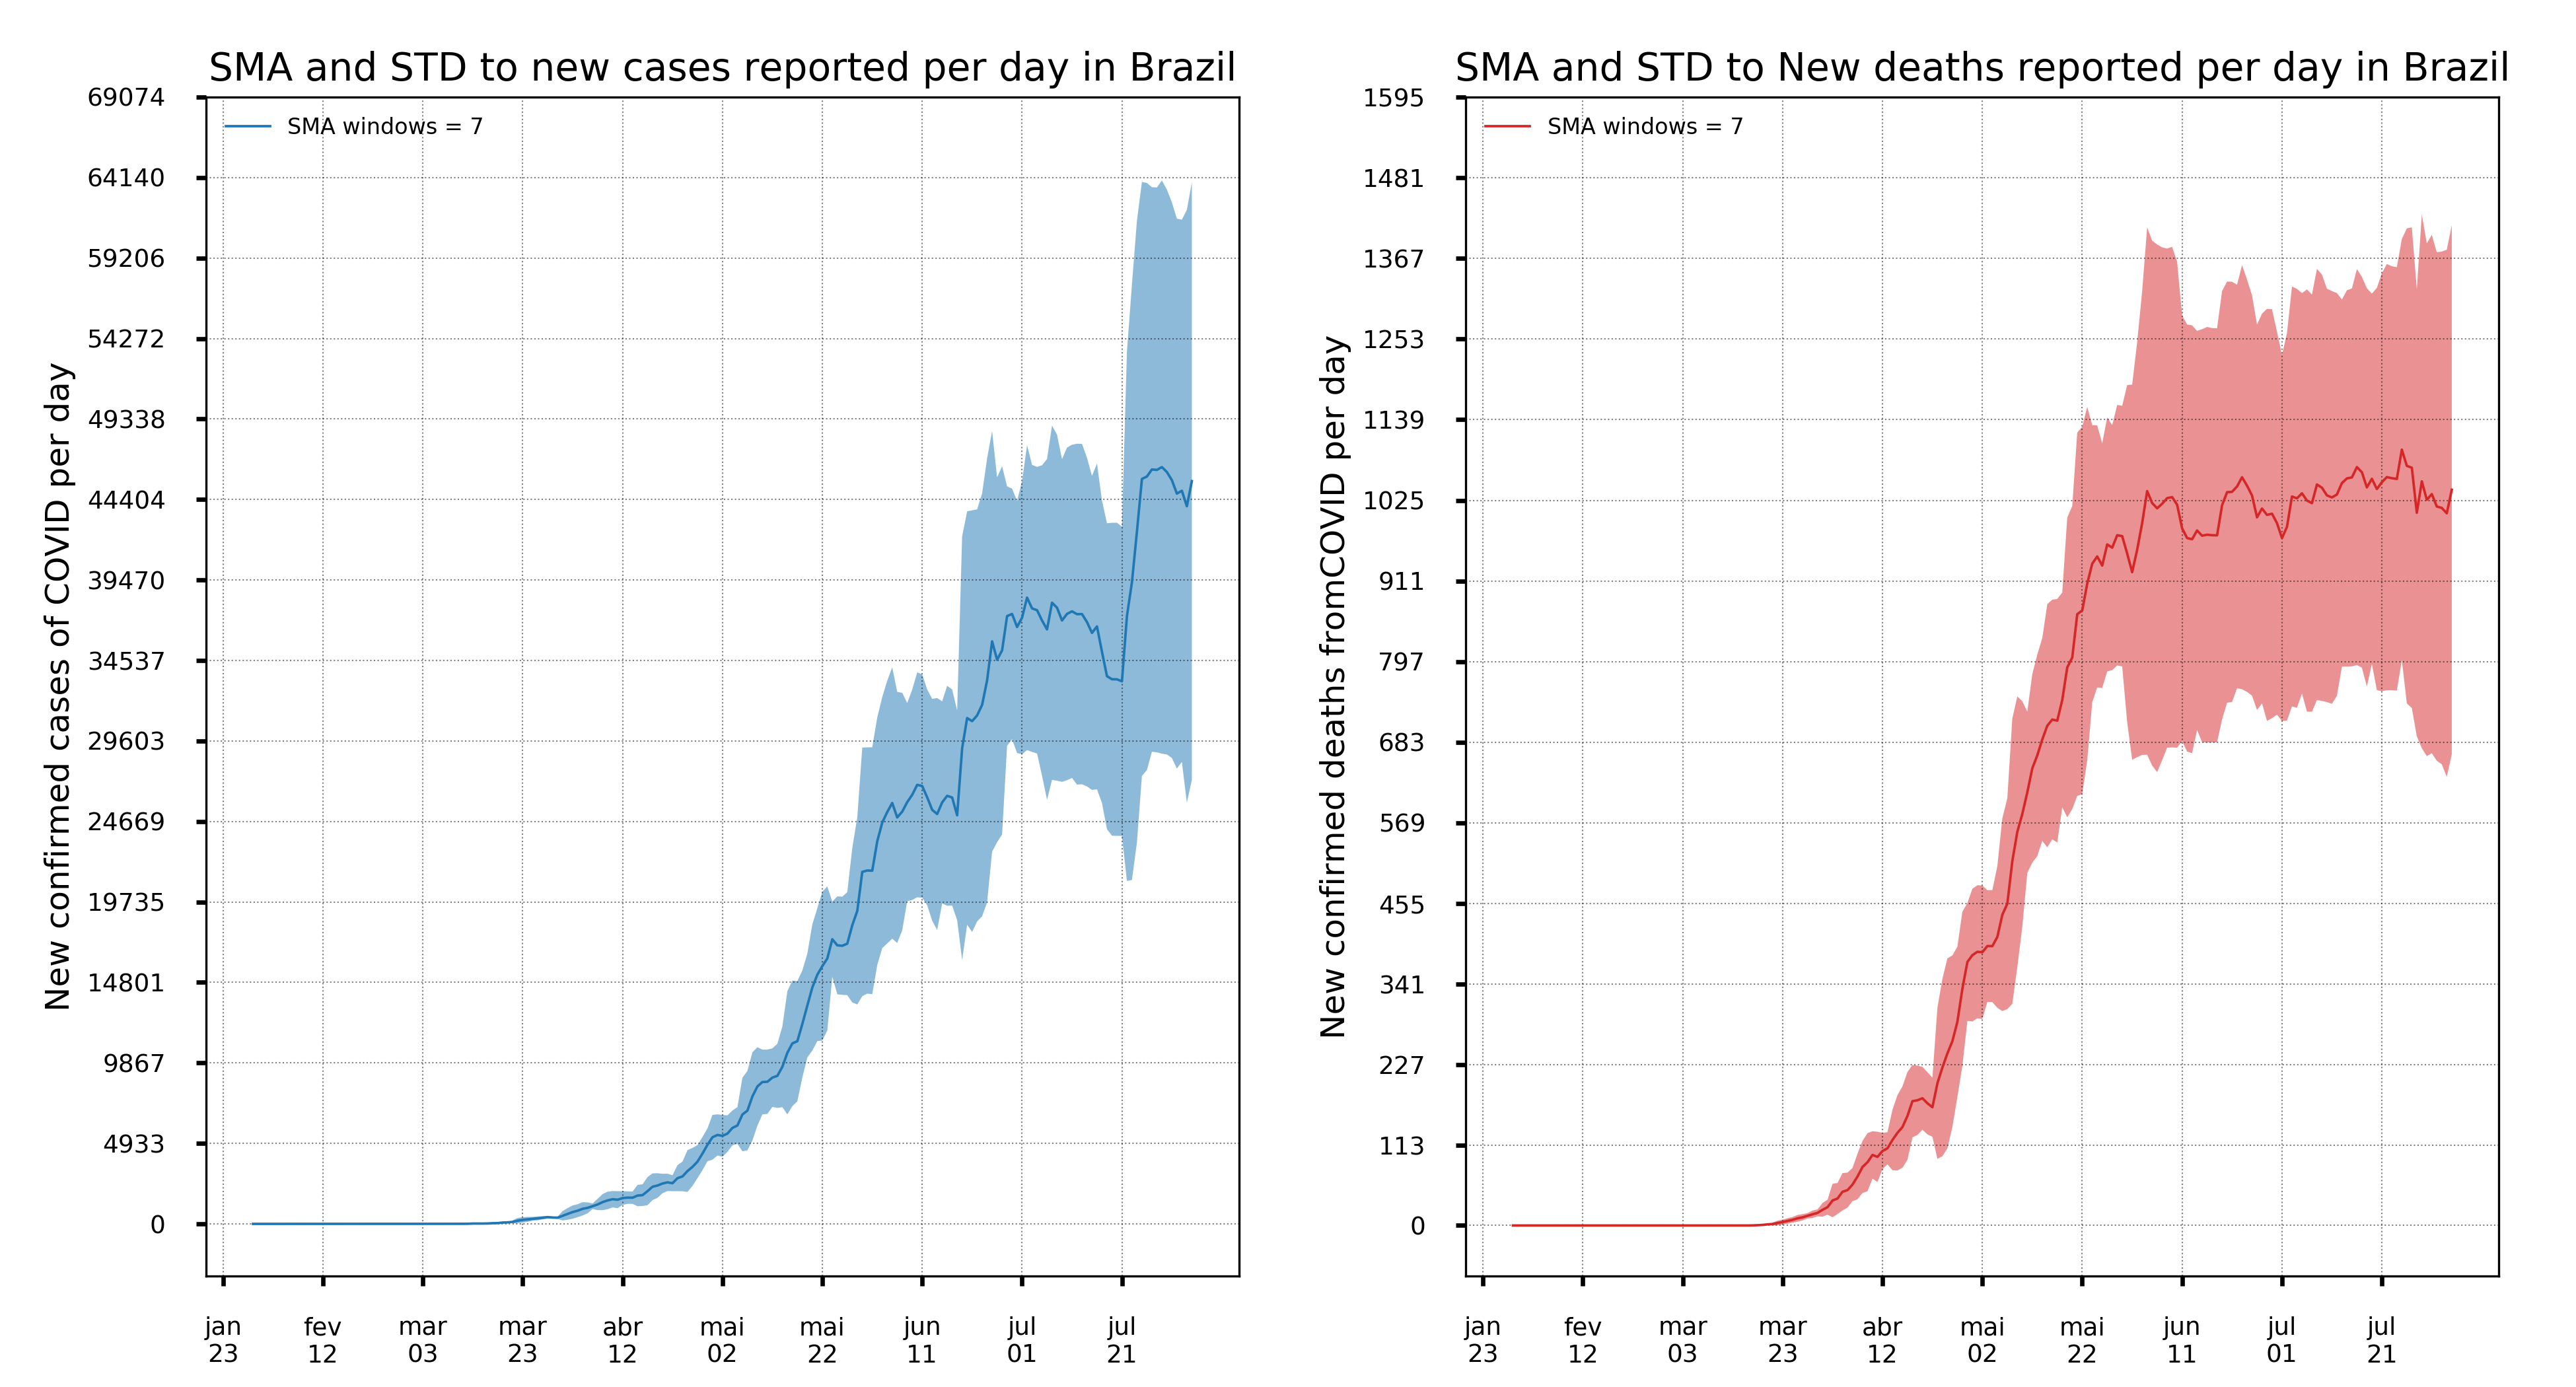 SMA and STD to new cases reported per day in Brazil
SMA windows = 7
New confirmed cases of COVID per day
69074
64140
59206
54272
49338
44404
39470
34537
29603
24669
19735
14801
9867
4933
0
jan
23
fev
12
mar
03
mar
23
abr
12
mai
02
mai
22
jun
11
jul
01
jul
21
SMA and STD to New deaths reported per day in Brazil
SMA windows = 7
New confirmed deaths fromCOVID per day
1595
1481
1367
1253
1139
1025
911
797
683
569
455
341
227
113
0
jan
23
fev
12
mar
03
mar
23
abr
12
mai
02
mai
22
jun
11
jul
01
jul
21